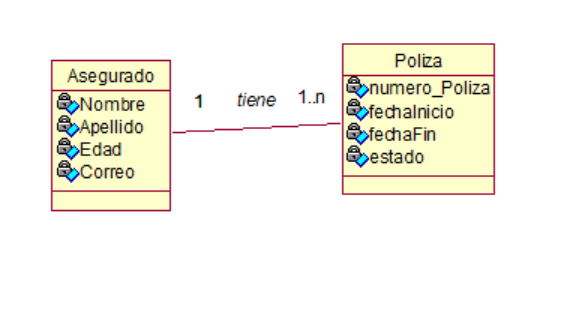 Asegurado
Nombre
Apellido
Edad
Correo
1 tiene 1..n
Poliza
numero_Poliza
fechaInicio
fechaFin
estado